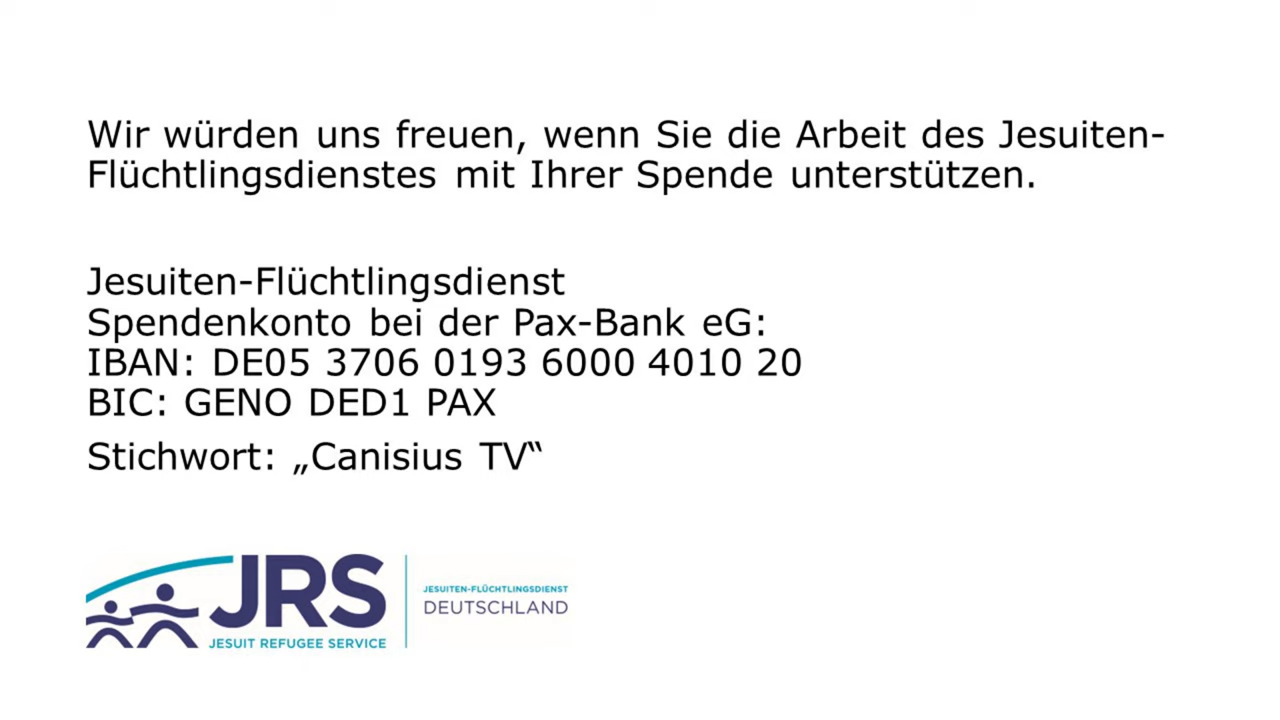 Wir würden uns freuen, wenn Sie die Arbeit des Jesuiten-
Flüchtlingsdienstes mit Ihrer Spende unterstützen.
Jesuiten-Flüchtlingsdienst
Spendenkonto bei der Pax-Bank eG:
IBAN: DE05 3706 0193 6000 4010 20
BIC: GENO DED1 PAX
Stichwort: „Canisius TV“
JRS
JESUIT REFUGEE SERVICE
JESUITEN-FLÜCHTLINGSDIENST
DEUTSCHLAND